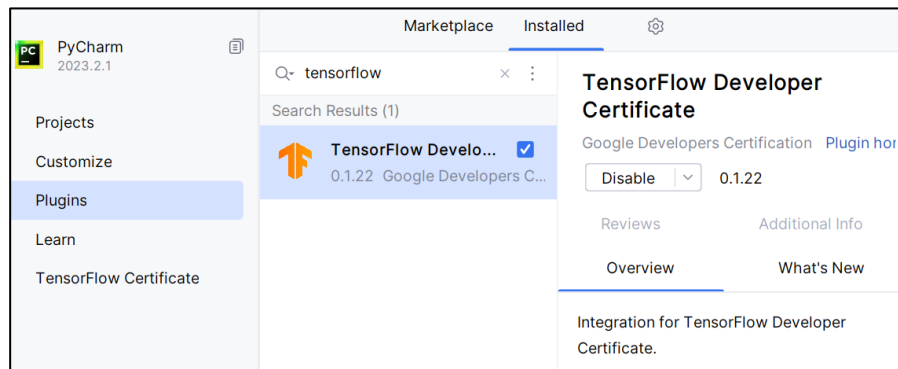 PyCharm
2023.2.1
Projects
Customize
Plugins
Learn
TensorFlow Certificate
Marketplace Installed
tensorflow
Search Results (1)
TensorFlow Develo...
0.1.22 Google Developers C...
TensorFlow Developer
Certificate
Google Developers Certification Plugin hor
Disable 0.1.22
Reviews Additional Info
Overview What's New
Integration for TensorFlow Developer
Certificate.